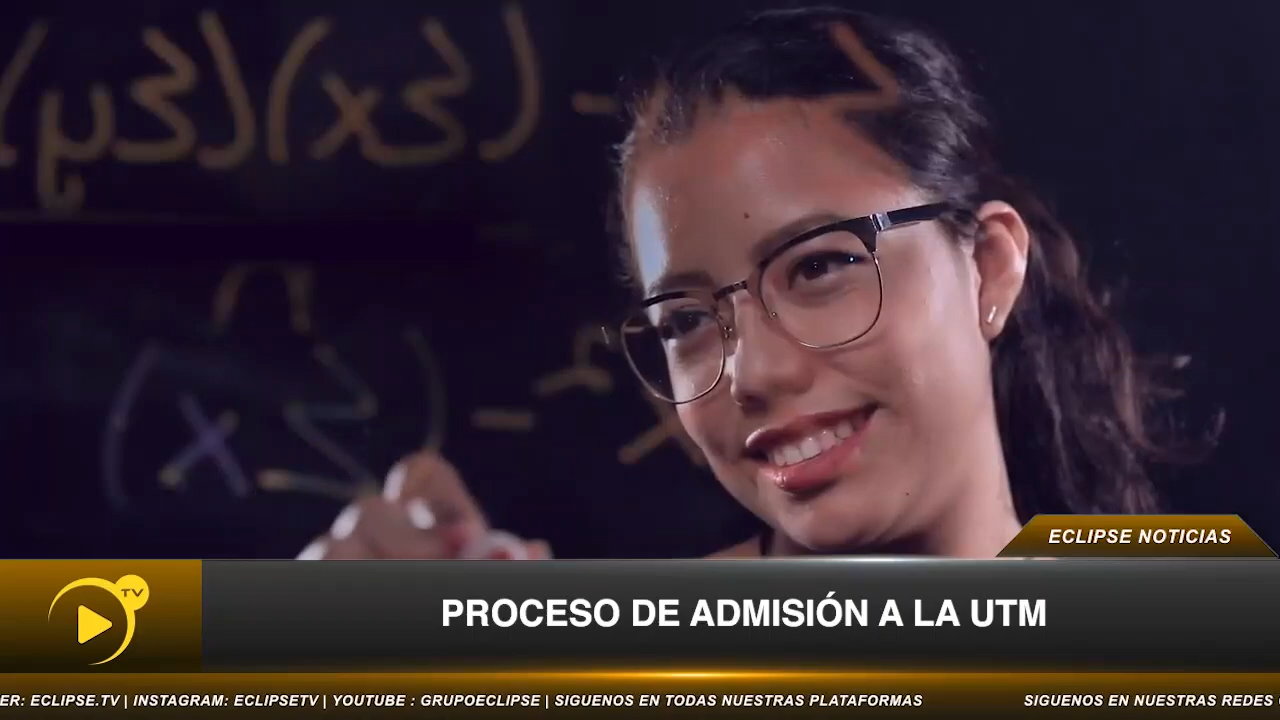 ECLIPSE NOTICIAS
TV
PROCESO DE ADMISIÓN A LA UTM
ER: ECLIPSE.TV | INSTAGRAM: ECLIPSETV | YOUTUBE : GRUPOECLIPSE | SIGUENOS EN TODAS NUESTRAS PLATAFORMAS SIGUENOS EN NUESTRAS REDES